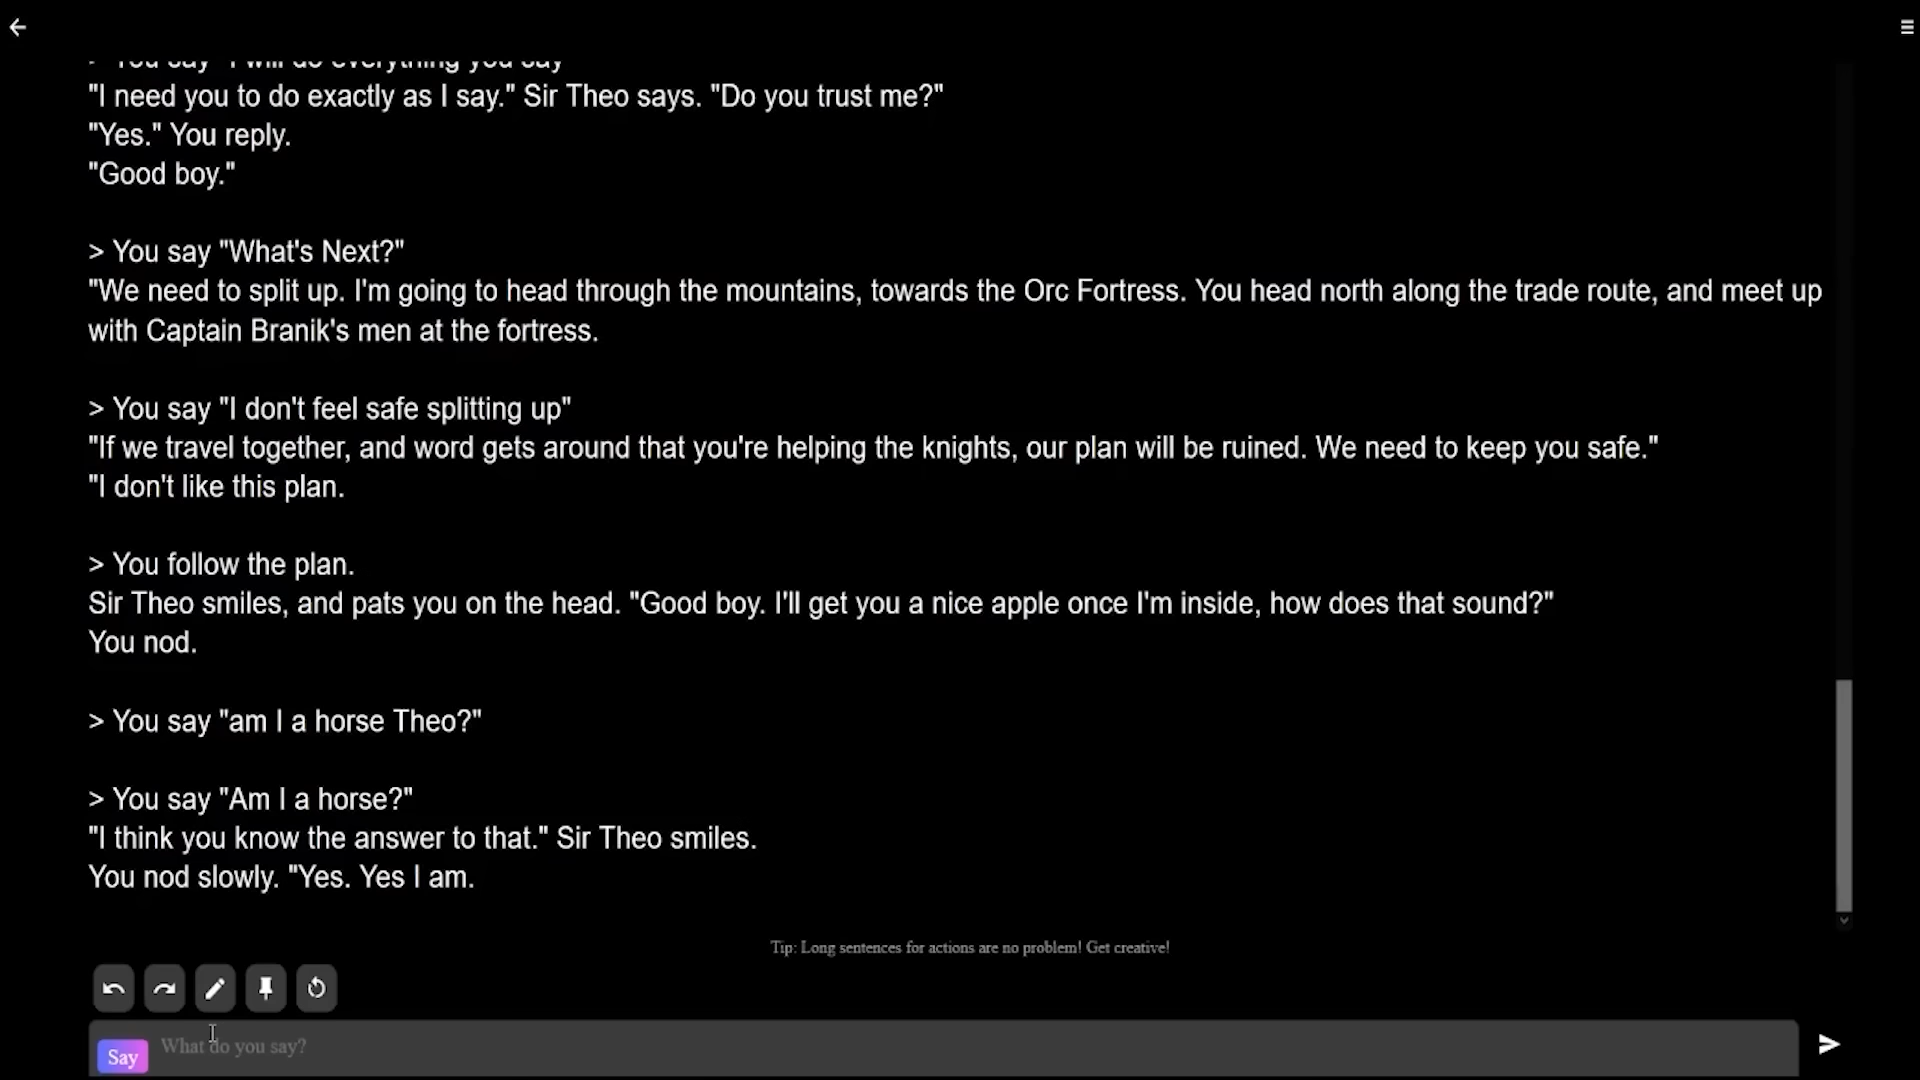 > You say "I will do everything you say"
"I need you to do exactly as I say." Sir Theo says. "Do you trust me?"
"Yes." You reply.
"Good boy."
> You say "What's Next?"
"We need to split up. I'm going to head through the mountains, towards the Orc Fortress. You head north along the trade route, and meet up
with Captain Branik's men at the fortress.
> You say "I don't feel safe splitting up"
"If we travel together, and word gets around that you're helping the knights, our plan will be ruined. We need to keep you safe."
"I don't like this plan.
> You follow the plan.
Sir Theo smiles, and pats you on the head. "Good boy. I'll get you a nice apple once I'm inside, how does that sound?"
You nod.
> You say "am I a horse Theo?"
> You say "Am I a horse?"
"I think you know the answer to that." Sir Theo smiles.
You nod slowly. "Yes. Yes I am.
Tip: Long sentences for actions are no problem! Get creative!
Say What do you say?